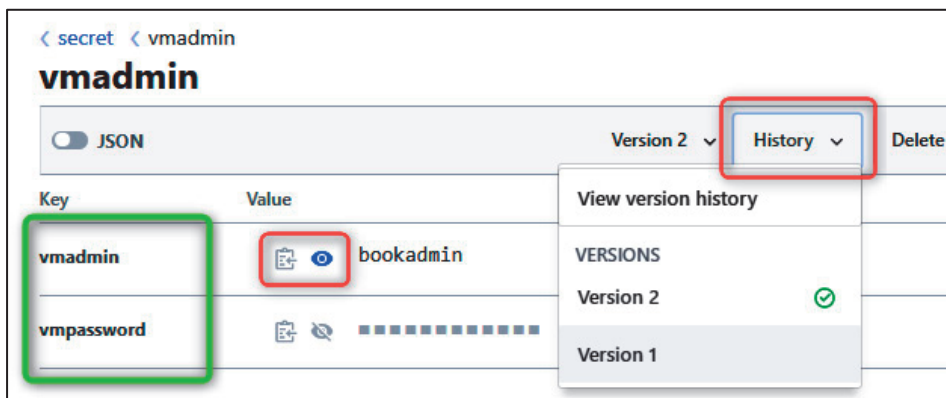 secret vmadmin
vmadmin
JSON Version 2 History Delete
Key Value
View version history
vmadmin bookadmin
VERSIONS
Version 2
vmpassword
Version 1